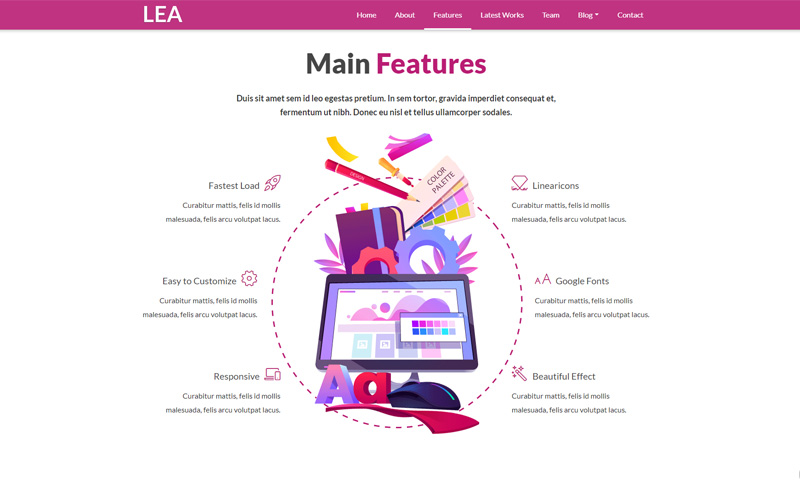 LEA
Home About Features Latest Works Team Blog Contact
Main Features
Duis sit amet sem id leo egestas pretium. In sem tortor, gravida imperdiet consequat et,
fermentum ut nibh. Donec eu nisl et tellus ullamcorper sodales.
Fastest Load
Curabitur mattis, felis id mollis
malesuada, felis arcu volutpat lacus.
Easy to Customize
Curabitur mattis, felis id mollis
malesuada, felis arcu volutpat lacus.
Responsive
Curabitur mattis, felis id mollis
malesuada, felis arcu volutpat lacus.
DESIGN
COLOR
PALETTE
Aa
Linearicons
Curabitur mattis, felis id mollis
malesuada, felis arcu volutpat lacus.
AA Google Fonts
Curabitur mattis, felis id mollis
malesuada, felis arcu volutpat lacus.
Beautiful Effect
Curabitur mattis, felis id mollis
malesuada, felis arcu volutpat lacus.